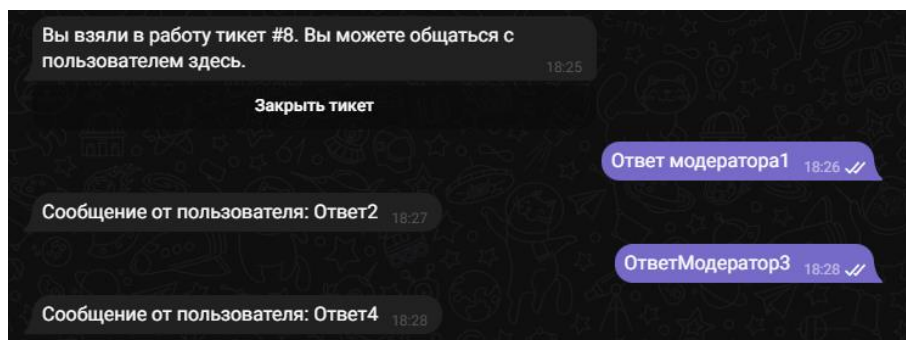 Вы взяли в работу тикет #8. Вы можете общаться с
пользователем здесь.
18:25
Закрыть тикет
Ответ модератора1 18:26
Сообщение от пользователя: Ответ2 18:27
ОтветМодератор3 18:28
Сообщение от пользователя: Ответ4 18:28